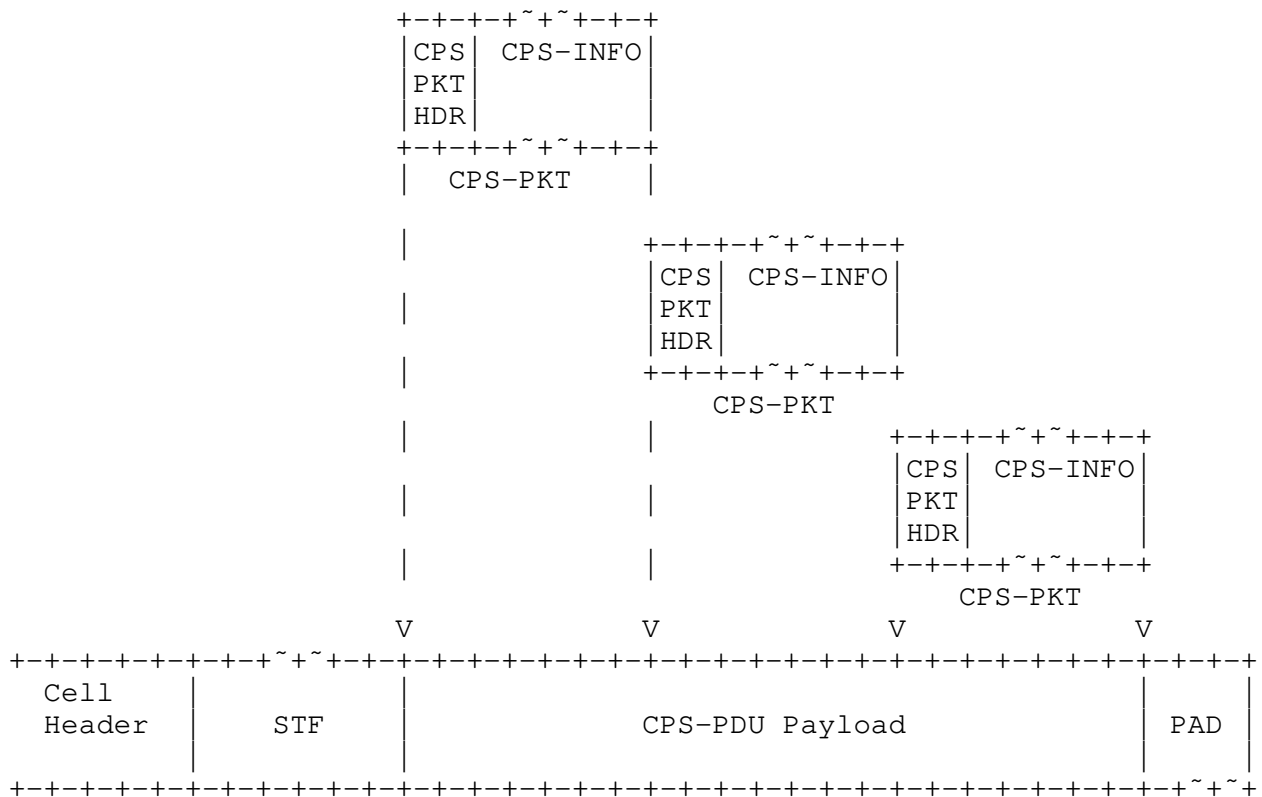 +-+-+-+~+~+-+-+
|CPS| CPS-INFO|
|PKT|         |
|HDR|         |
+-+-+-+~+~+-+-+
|  CPS-PKT    |
|             +-+-+-+~+~+-+-+
              |CPS| CPS-INFO|
|             |PKT|         |
              |HDR|         |
|             +-+-+-+~+~+-+-+
                 CPS-PKT
|             |             +-+-+-+~+~+-+-+
                            |CPS| CPS-INFO|
|             |             |PKT|         |
                            |HDR|         |
|             |             +-+-+-+~+~+-+-+
                               CPS-PKT
V             V             V             V
+-+-+-+-+-+-+-+~+~+-+-+-+-+-+-+-+-+-+-+-+-+-+-+-+-+-+-+-+-+-+-+-+-+-+-+
  Cell    |           |                                         |     |
  Header  |    STF    |             CPS-PDU Payload             | PAD |
          |           |                                         |     |
+-+-+-+-+-+-+-+-+-+-+-+-+-+-+-+-+-+-+-+-+-+-+-+-+-+-+-+-+-+-+-+-+-+~+~+